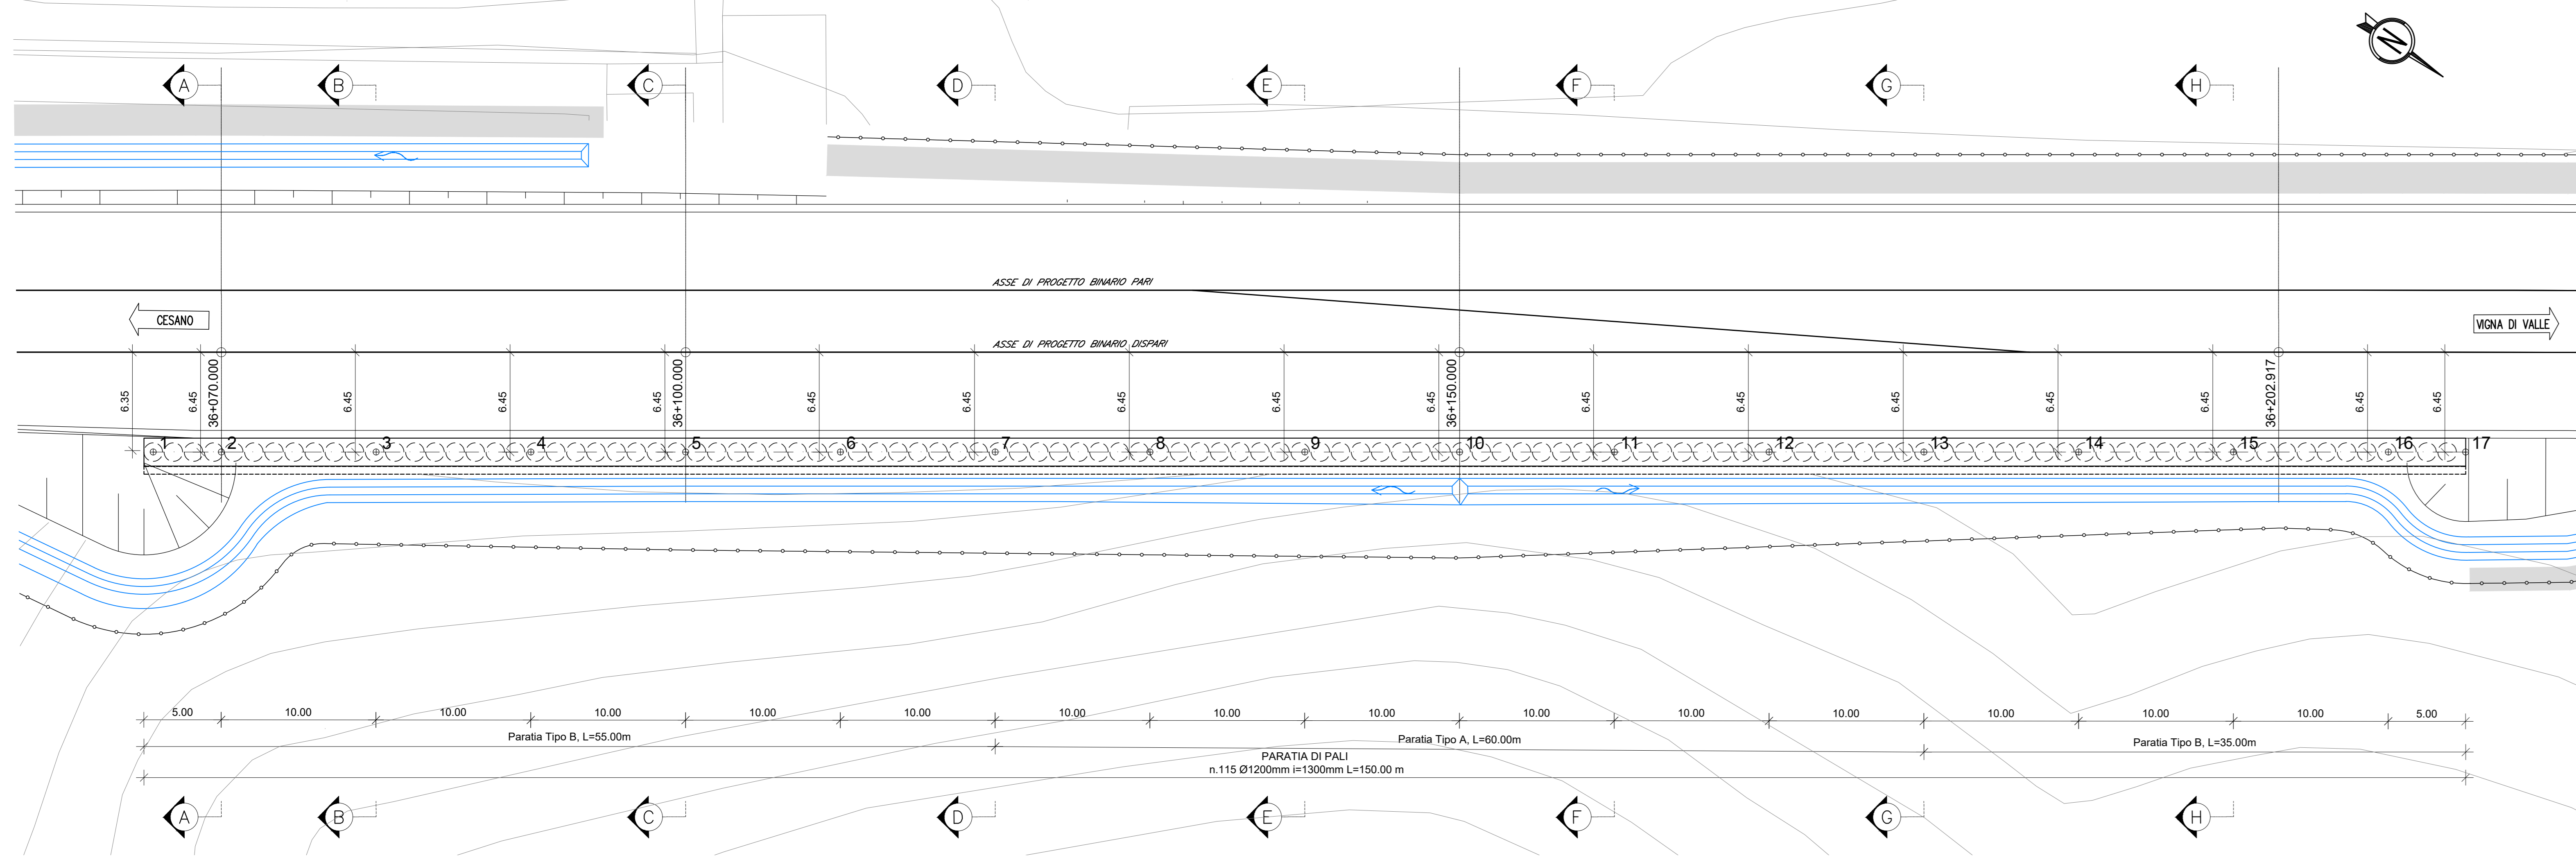 N
A B C D E F G H
ASSE DI PROGETTO BINARIO PARI
CESANO
VIGNA DI VALLE
ASSE DI PROGETTO BINARIO DISPARI
6.35 6.45 36+070.000 6.45 6.45 6.45 36+100.000 6.45 6.45 6.45 6.45 6.45 36+150.000 6.45 6.45 6.45 6.45 6.45 36+202.917 6.45 6.45
1 2 3 4 5 6 7 8 9 10 11 12 13 14 15 16 17
5.00 10.00 10.00 10.00 10.00 10.00 10.00 10.00 10.00 10.00 10.00 10.00 10.00 10.00 10.00 5.00
Paratia Tipo B, L=55.00m
Paratia Tipo A, L=60.00m
Paratia Tipo B, L=35.00m
PARATIA DI PALI
n.115 Ø1200mm i=1300mm L=150.00 m
A B C D E F G H